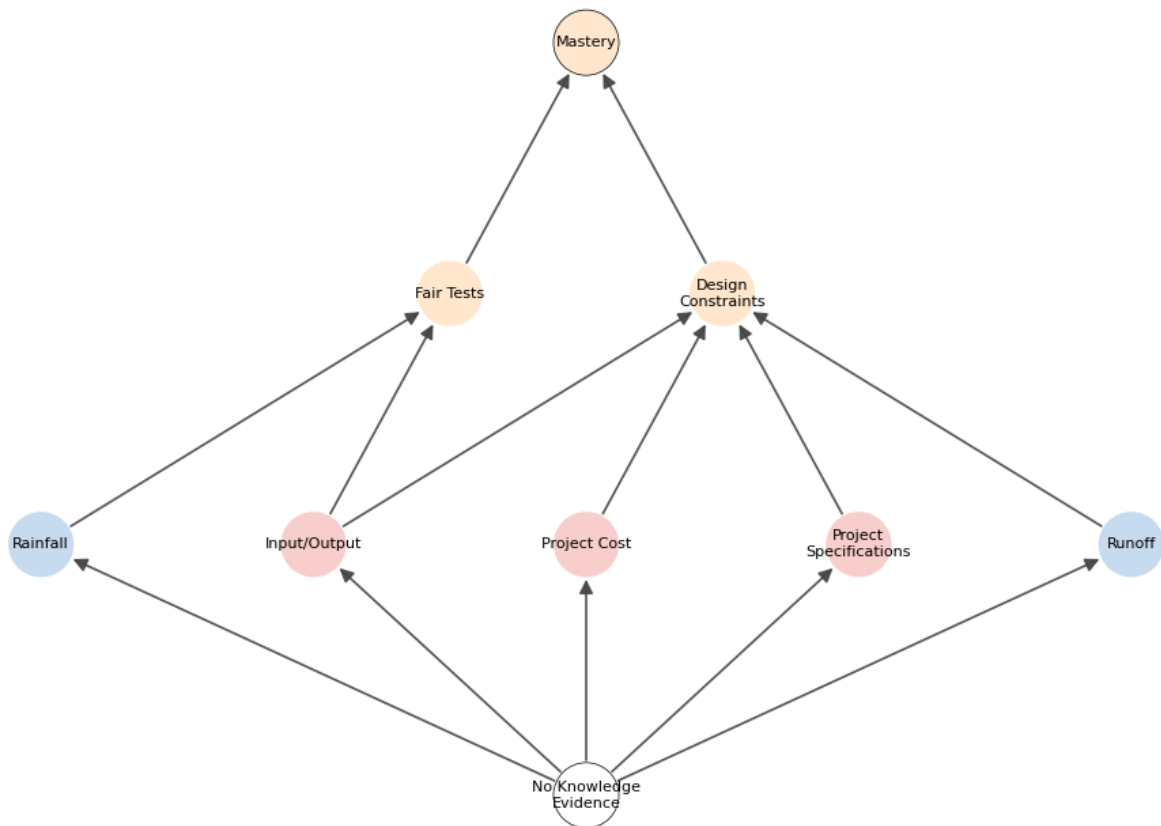 Mastery
Fair Tests
Design
Constraints
Rainfall
Input/Output
Project Cost
Project
Specifications
Runoff
No Knowledge
Evidence